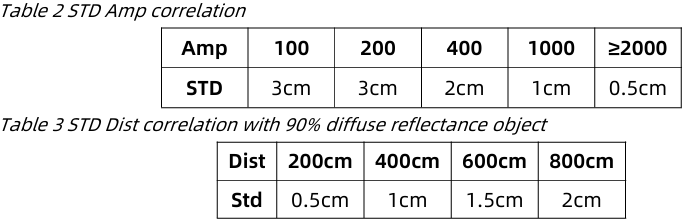 Table 2 STD Amp correlation
Amp 100 200 400 1000 ≥2000
STD 3cm 3cm 2cm 1cm 0.5cm
Table 3 STD Dist correlation with 90% diffuse reflectance object
Dist 200cm 400cm 600cm 800cm
Std 0.5cm 1cm 1.5cm 2cm